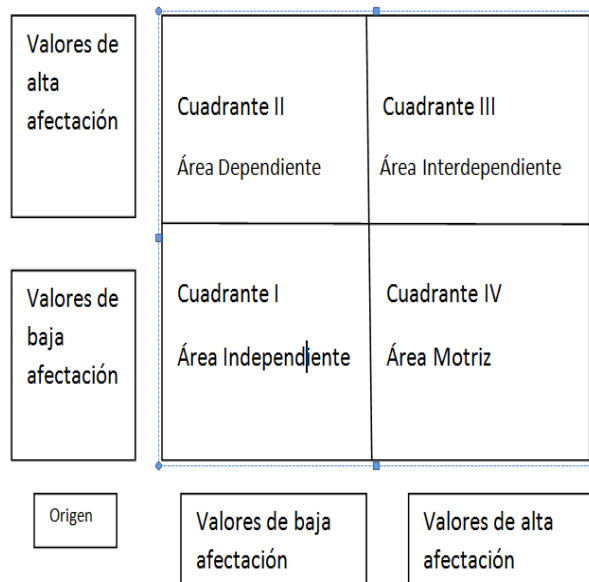 Valores de
alta
afectación
Cuadrante II
Área Dependiente
Cuadrante III
Área Interdependiente
Valores de
baja
afectación
Cuadrante I
Área Independiente
Cuadrante IV
Área Motriz
Origen
Valores de baja
afectación
Valores de alta
afectación